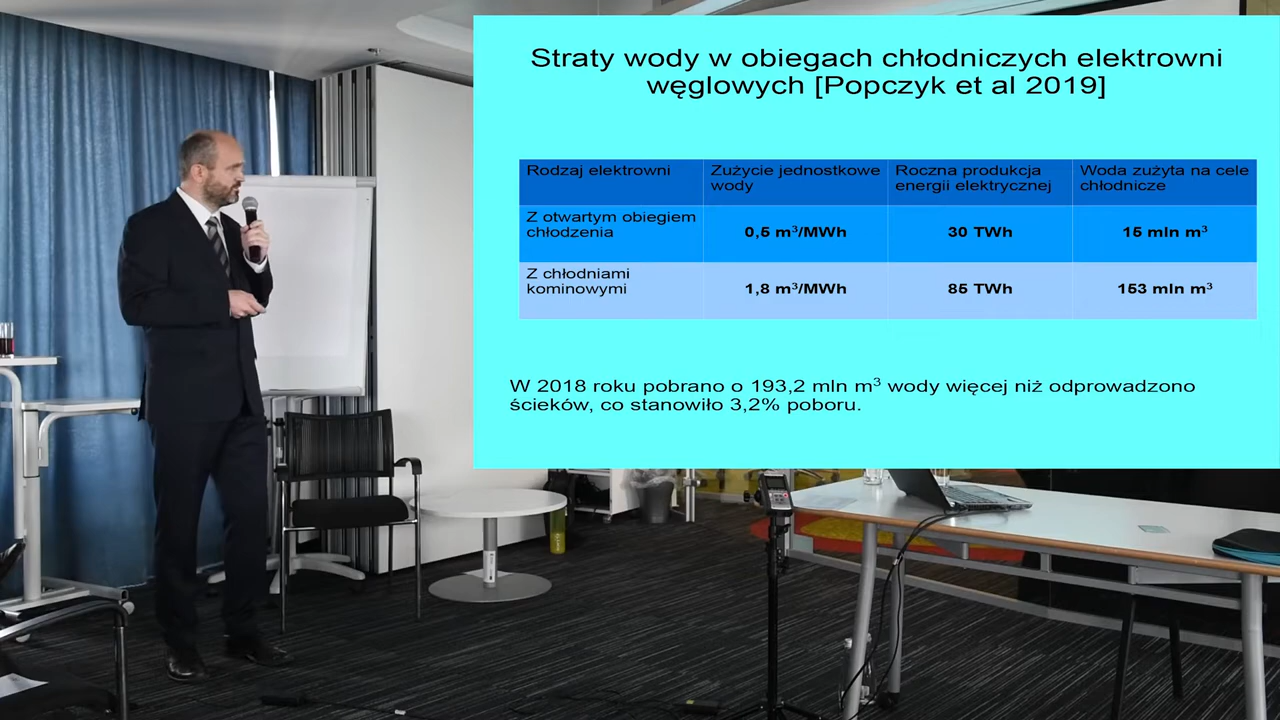 Straty wody w obiegach chłodniczych elektrowni
węglowych [Popczyk et al 2019]
Rodzaj elektrowni
Zużycie jednostkowe
wody
Roczna produkcja
energii elektrycznej
Woda zużyta na cele
chłodnicze
Z otwartym obiegiem
chłodzenia
0,5 m³/MWh
30 TWh
15 mln m³
Z chłodniami
kominowymi
1,8 m³/MWh
85 TWh
153 mln m³
W 2018 roku pobrano o 193,2 mln m³ wody więcej niż odprowadzono
ścieków, co stanowiło 3,2% poboru.